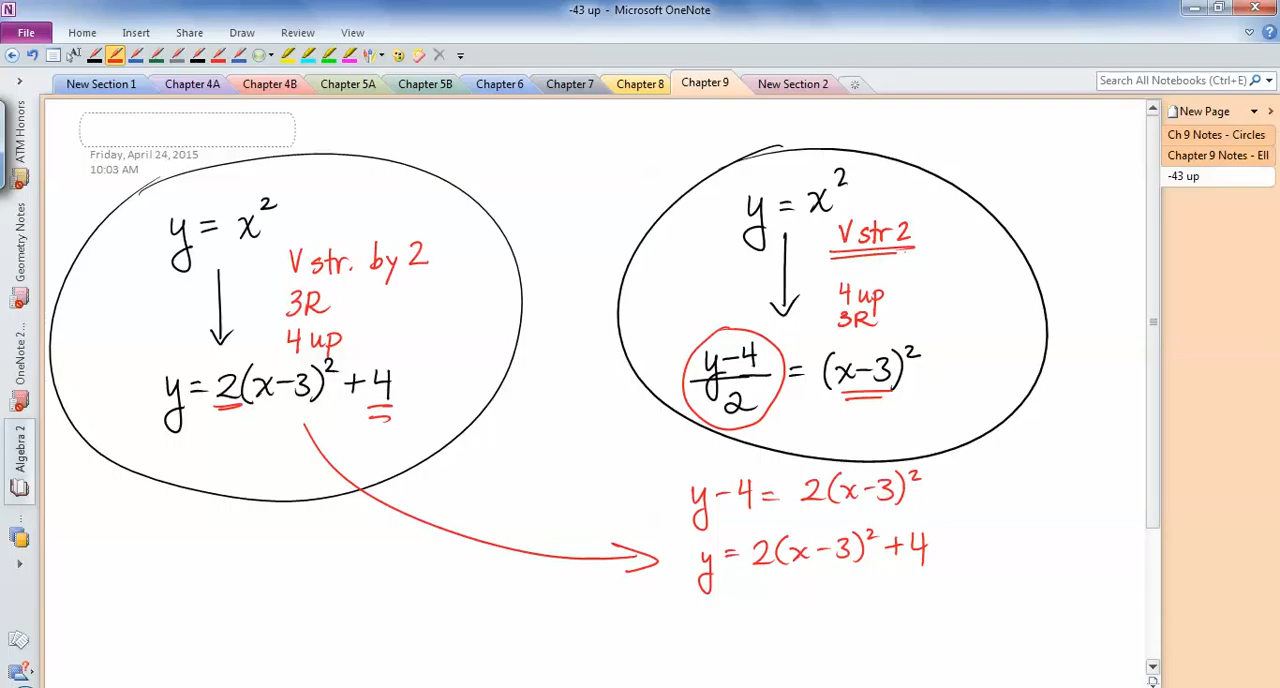 -43 up - Microsoft OneNote
File Home Insert Share Draw Review View
New Section 1 Chapter 4A Chapter 4B Chapter 5A Chapter 5B Chapter 6 Chapter 7 Chapter 8 Chapter 9 New Section 2
Search All Notebooks (Ctrl+E)
New Page
Ch 9 Notes - Circles
Chapter 9 Notes - Ell
-43 up
ATM Honors
Geometry Notes
OneNote 2...
Algebra 2
Friday, April 24, 2015
10:03 AM
y = x²
V str. by 2
3R
4 up
y = 2(x-3)² + 4
y = x²
V str 2
4 up
3R
y-4
2
= (x-3)²
y-4 = 2(x-3)²
y = 2(x-3)² + 4